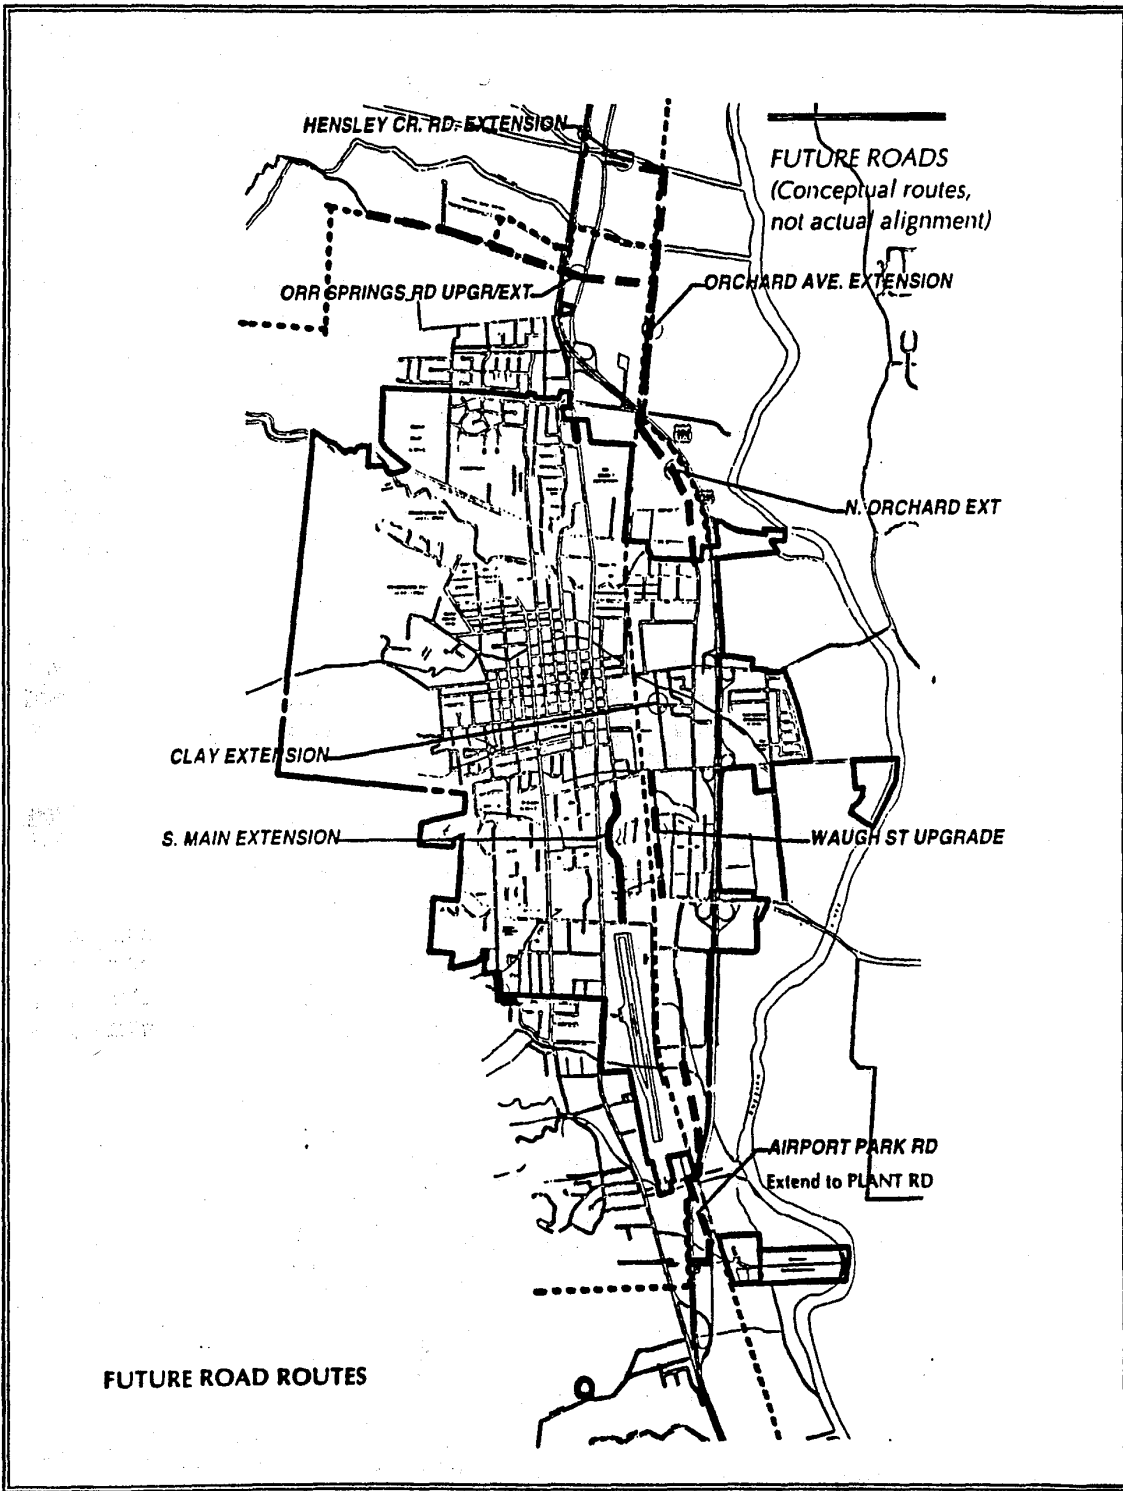 HENSLEY CR. RD. EXTENSION
FUTURE ROADS
(Conceptual routes,
not actual alignment)
ORR SPRINGS RD UPGR/EXT
ORCHARD AVE. EXTENSION
N. ORCHARD EXT
CLAY EXTENSION
S. MAIN EXTENSION
WAUGH ST UPGRADE
AIRPORT PARK RD
Extend to PLANT RD
FUTURE ROAD ROUTES